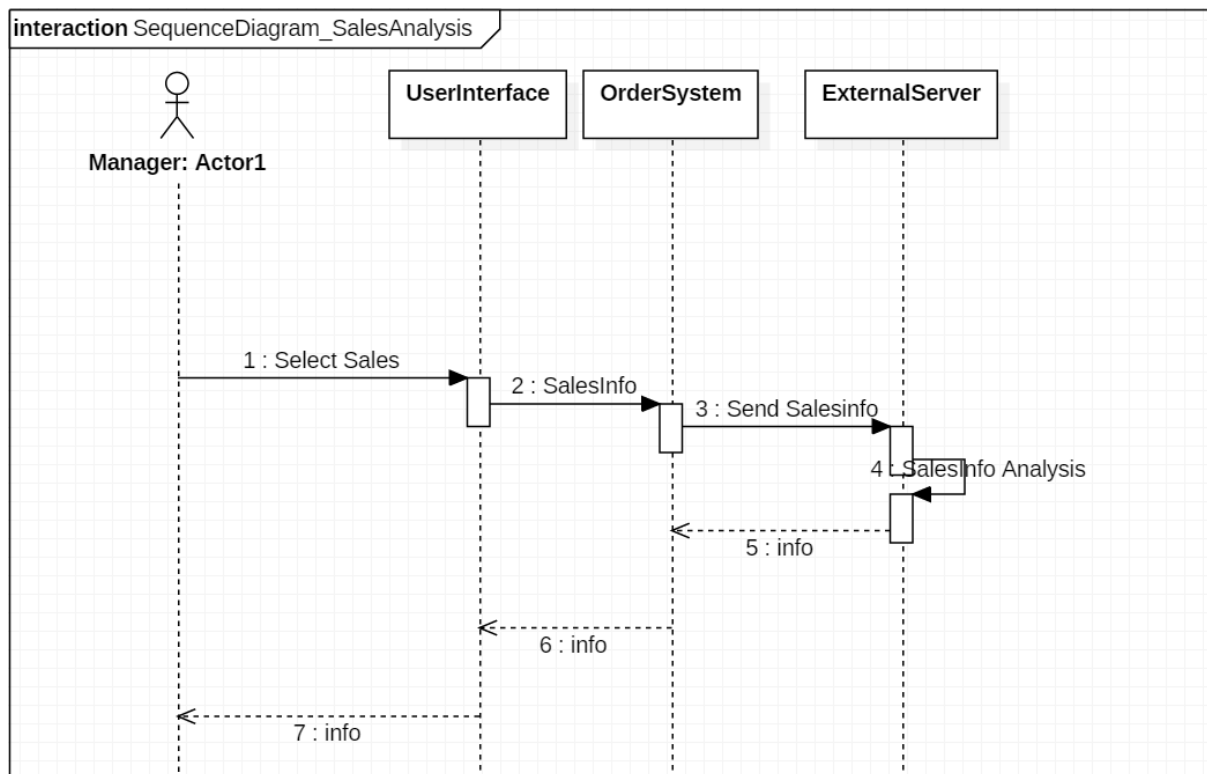 interaction SequenceDiagram_SalesAnalysis
UserInterface
OrderSystem
ExternalServer
Manager: Actor1
1 : Select Sales
2 : SalesInfo
3 : Send Salesinfo
4 : SalesInfo Analysis
5 : info
6 : info
7 : info